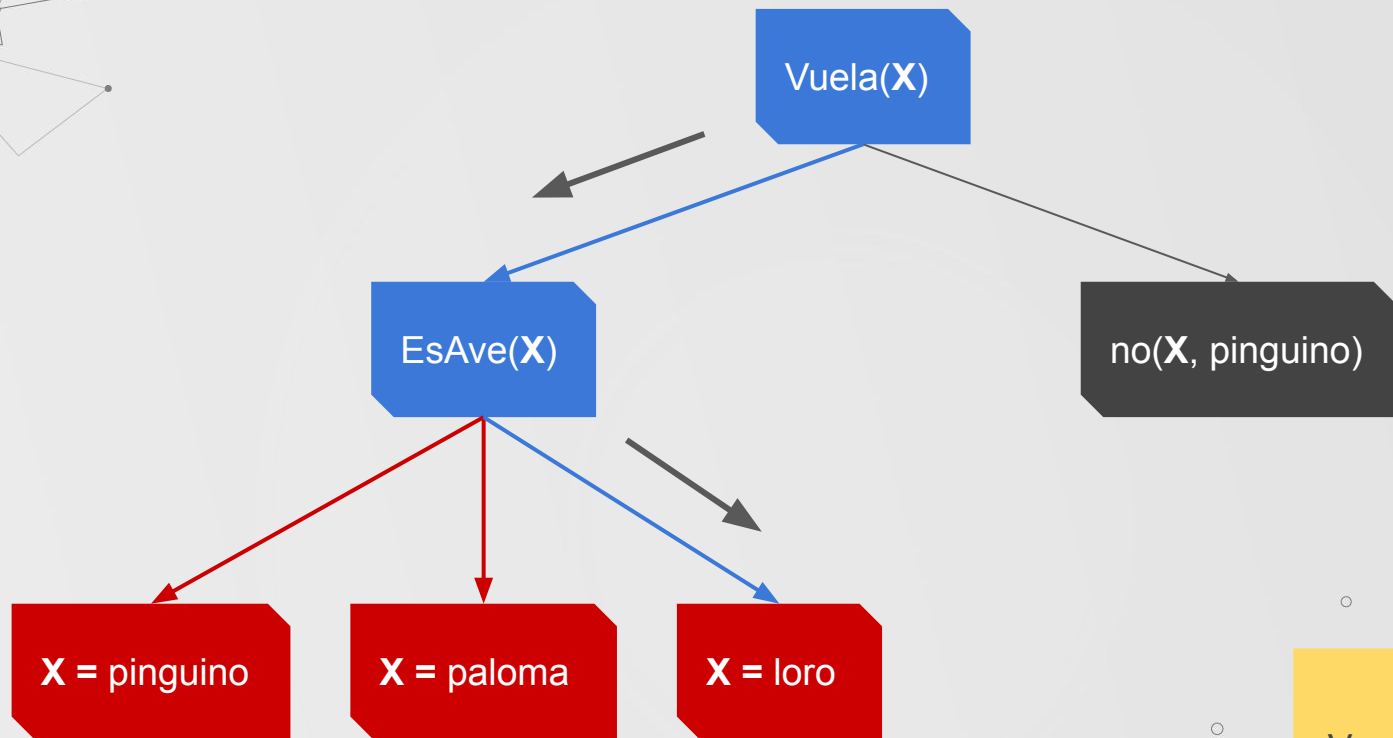 Vuela(X)
EsAve(X)
no(X, pinguino)
X = pinguino
X = paloma
X = loro